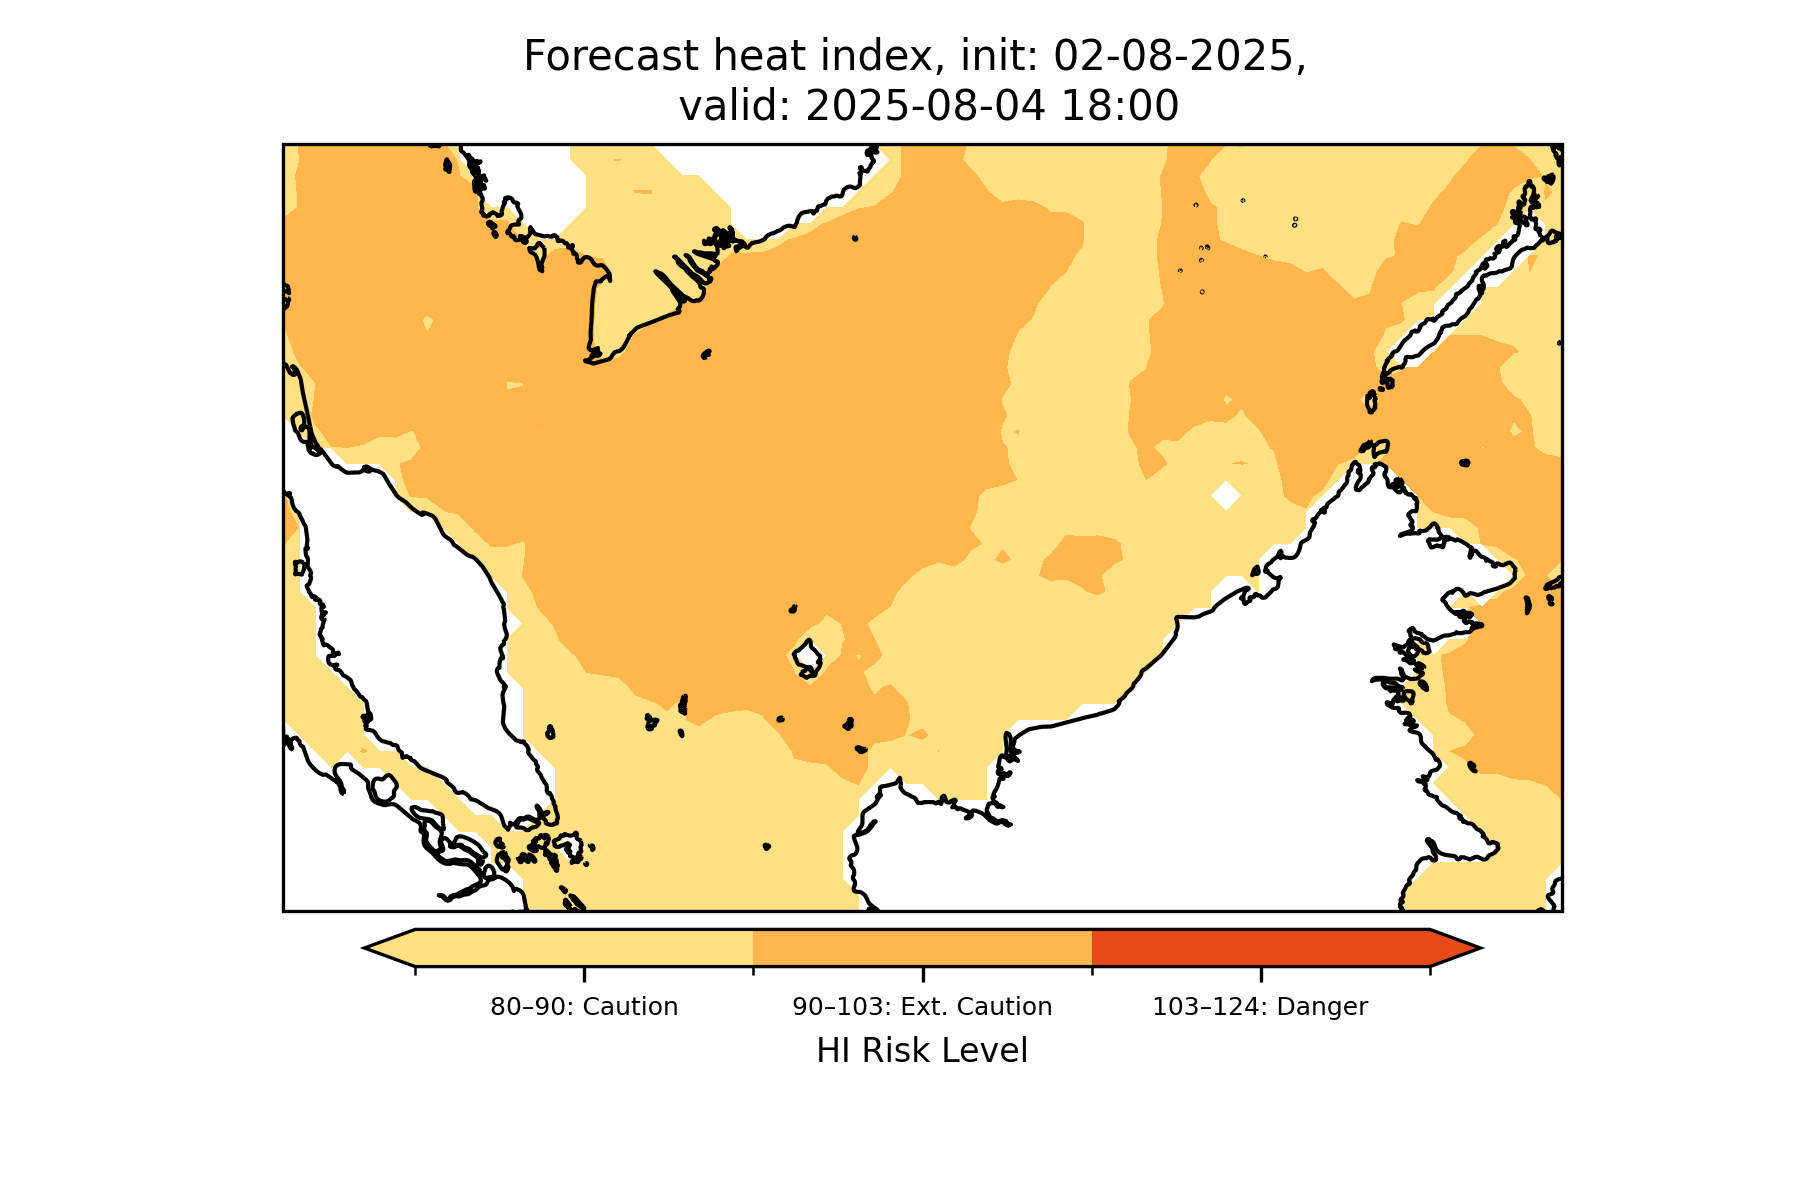 Forecast heat index, init: 02-08-2025,
valid: 2025-08-04 18:00
80–90: Caution
90–103: Ext. Caution
103–124: Danger
HI Risk Level